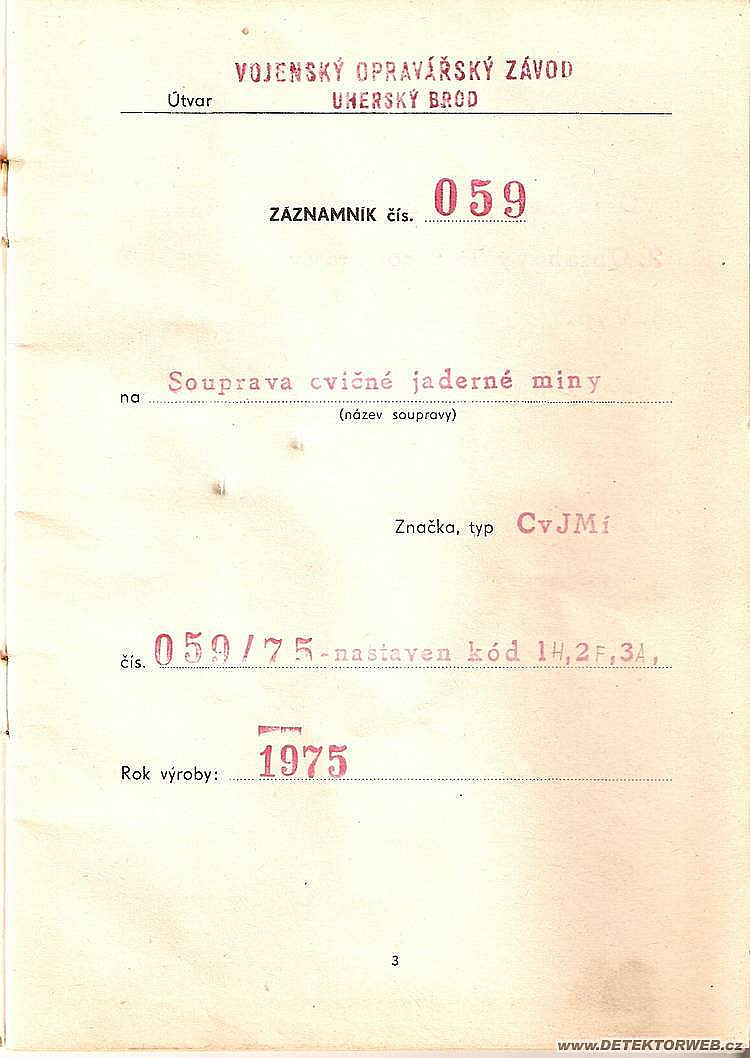 VOJENSKÝ OPRAVÁŘSKÝ ZÁVOD
Útvar UHERSKÝ BROD
ZÁZNAMNÍK čís. 059
na Souprava cvičné jaderné miny
(název soupravy)
Značka, typ CvJMí
čís. 059/75-nastaven kód 1H,2F,3A,
Rok výroby: 1975
3
www.DETEKTORWEB.cz